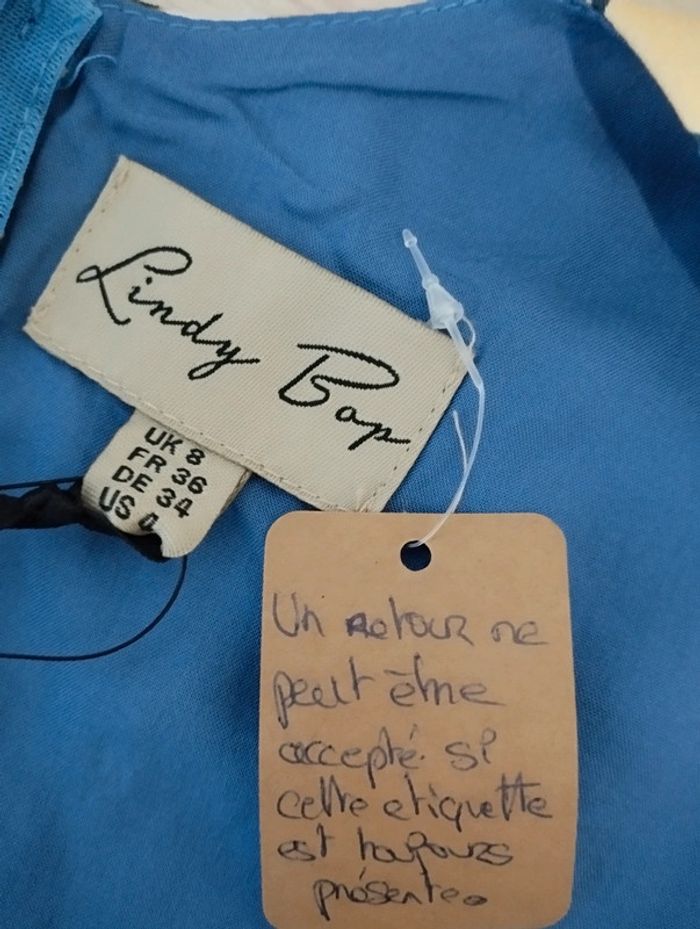 Lindy Bop
UK 8
FR 36
DE 34
US 4
Un retour ne
peut être
accepté si
cette etiquette
est toujours
présente.